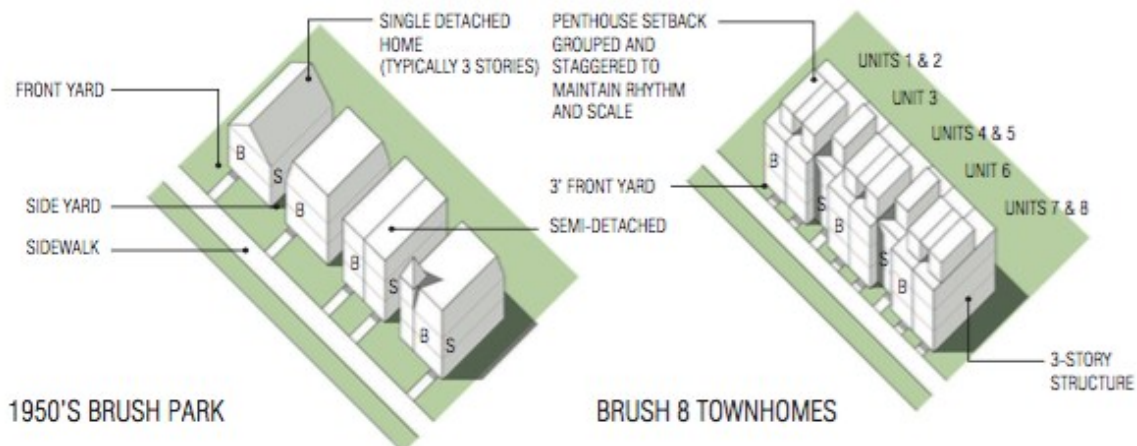 SINGLE DETACHED
HOME
(TYPICALLY 3 STORIES)
FRONT YARD
SIDE YARD
SIDEWALK
SEMI-DETACHED
B
S
B
B
S
B
S
1950'S BRUSH PARK
PENTHOUSE SETBACK
GROUPED AND
STAGGERED TO
MAINTAIN RHYTHM
AND SCALE
UNITS 1 & 2
UNIT 3
UNITS 4 & 5
UNIT 6
UNITS 7 & 8
3' FRONT YARD
B
S
B
S
B
3-STORY
STRUCTURE
BRUSH 8 TOWNHOMES